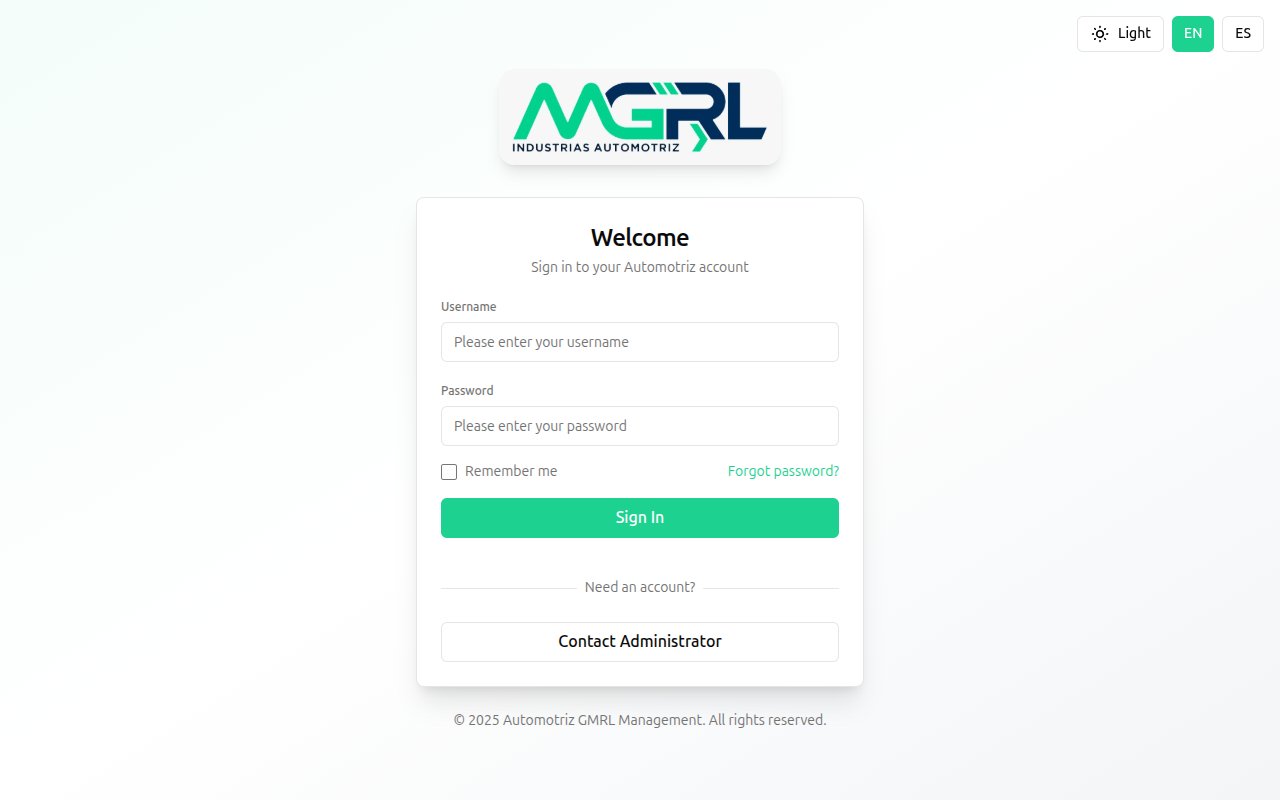 Light EN ES
MGRL
INDUSTRIAS AUTOMOTRIZ
Welcome
Sign in to your Automotriz account
Username
Please enter your username
Password
Please enter your password
Remember me Forgot password?
Sign In
Need an account?
Contact Administrator
© 2025 Automotriz GMRL Management. All rights reserved.